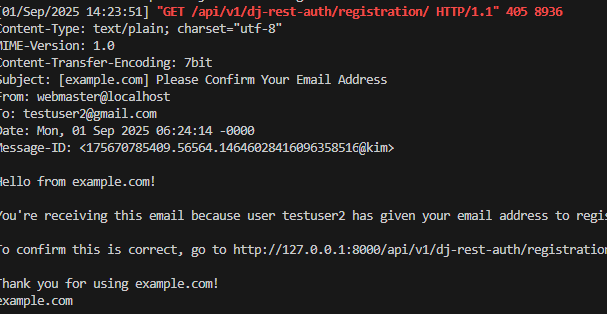 [01/Sep/2025 14:23:51] "GET /api/v1/dj-rest-auth/registration/ HTTP/1.1" 405 8936
Content-Type: text/plain; charset="utf-8"
MIME-Version: 1.0
Content-Transfer-Encoding: 7bit
Subject: [example.com] Please Confirm Your Email Address
From: webmaster@localhost
To: testuser2@gmail.com
Date: Mon, 01 Sep 2025 06:24:14 -0000
Message-ID: <175670785409.56564.14646028416096358516@kim>
Hello from example.com!
You're receiving this email because user testuser2 has given your email address to regis
To confirm this is correct, go to http://127.0.0.1:8000/api/v1/dj-rest-auth/registration
Thank you for using example.com!
example.com